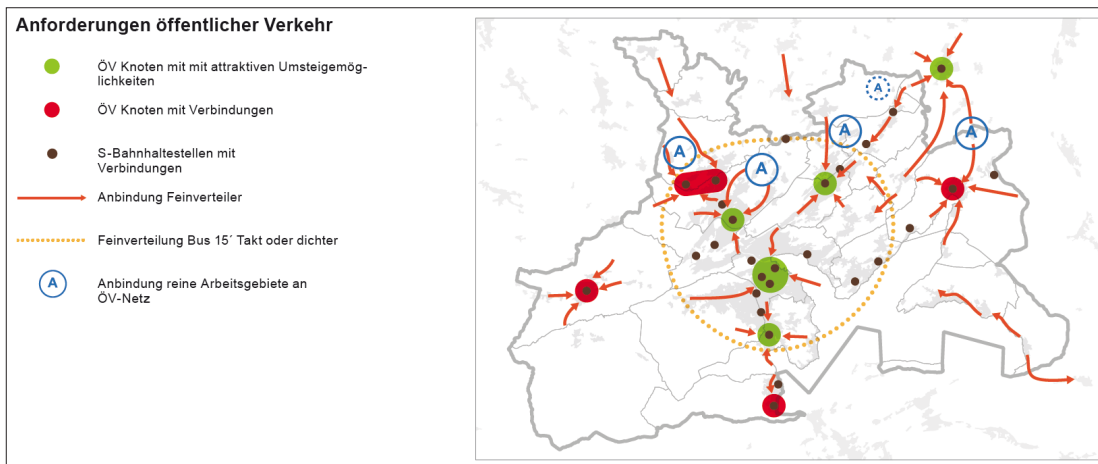 Anforderungen öffentlicher Verkehr
ÖV Knoten mit mit attraktiven Umsteigemög-
lichkeiten
ÖV Knoten mit Verbindungen
S-Bahnhaltestellen mit
Verbindungen
Anbindung Feinverteiler
Feinverteilung Bus 15´ Takt oder dichter
A
Anbindung reine Arbeitsgebiete an
ÖV-Netz
A
A
A
A
A